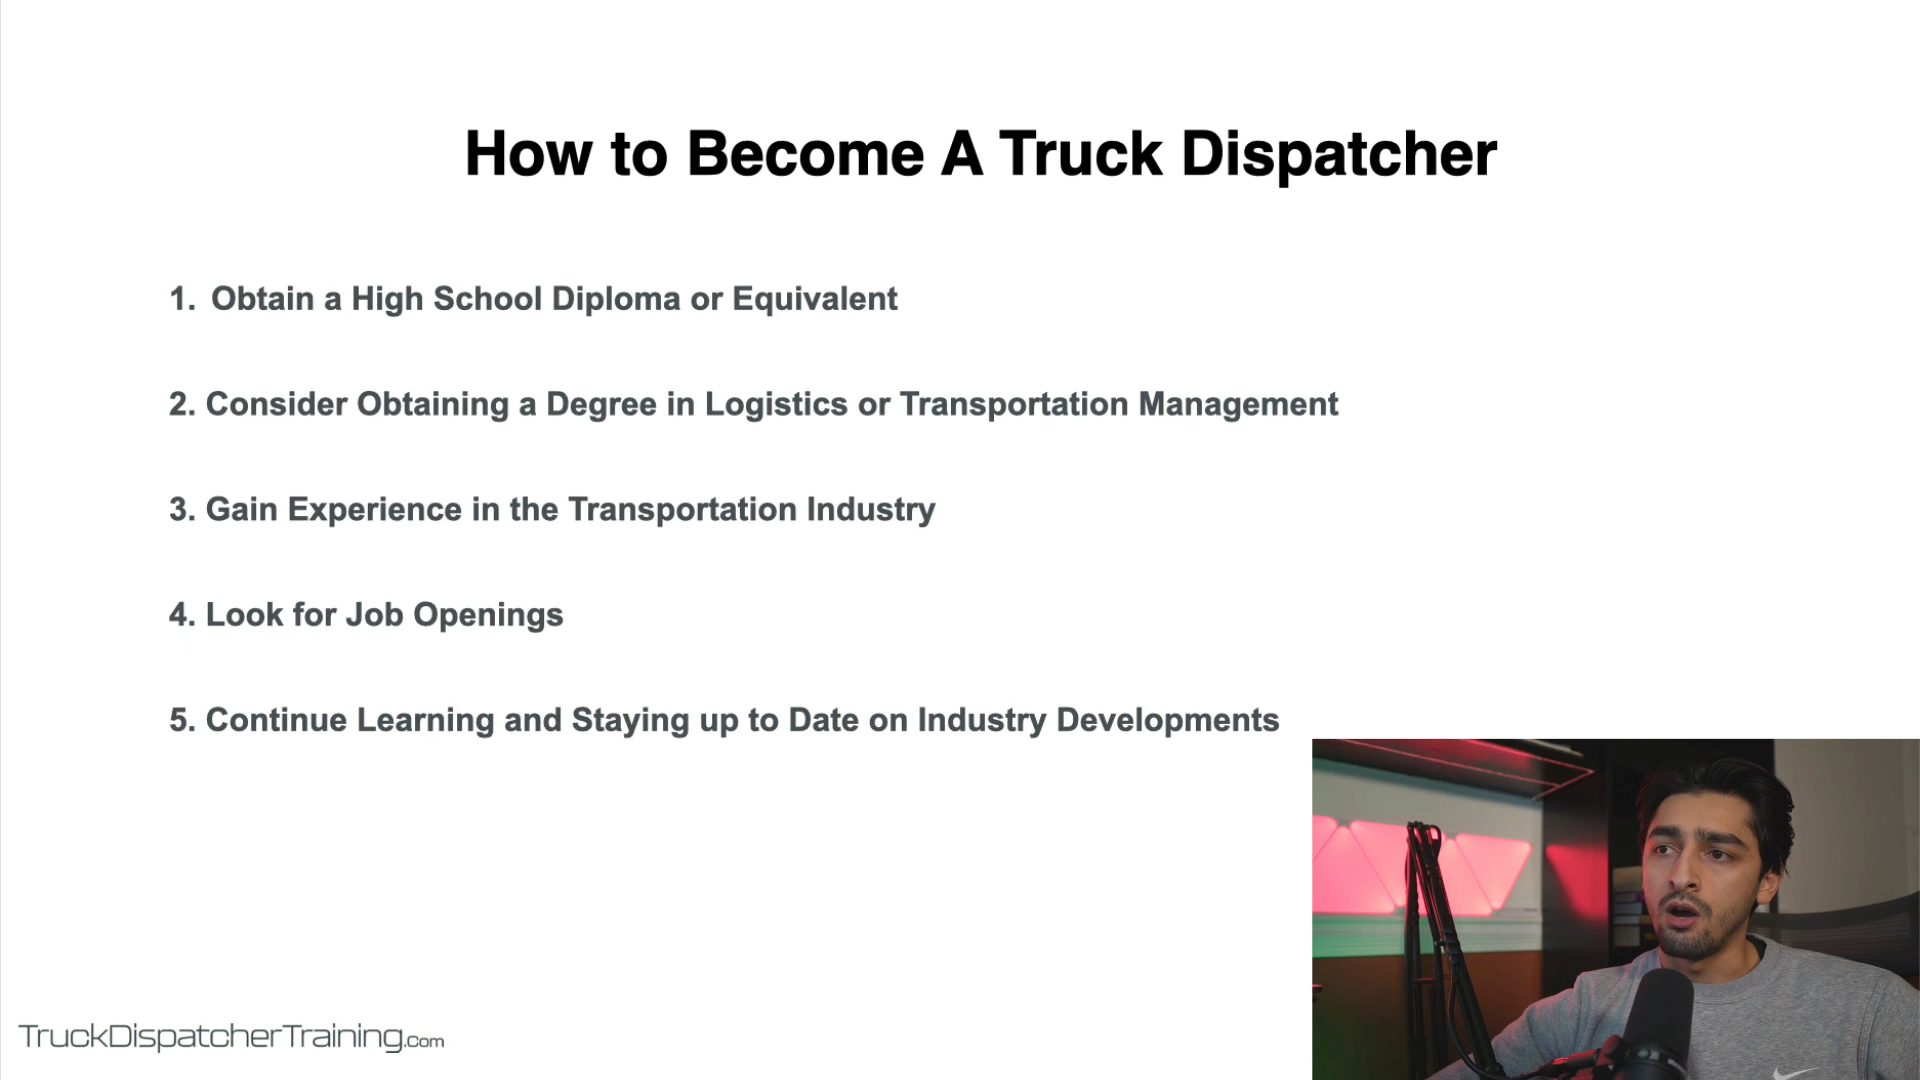 How to Become A Truck Dispatcher
1. Obtain a High School Diploma or Equivalent
2. Consider Obtaining a Degree in Logistics or Transportation Management
3. Gain Experience in the Transportation Industry
4. Look for Job Openings
5. Continue Learning and Staying up to Date on Industry Developments
TruckDispatcherTraining.com